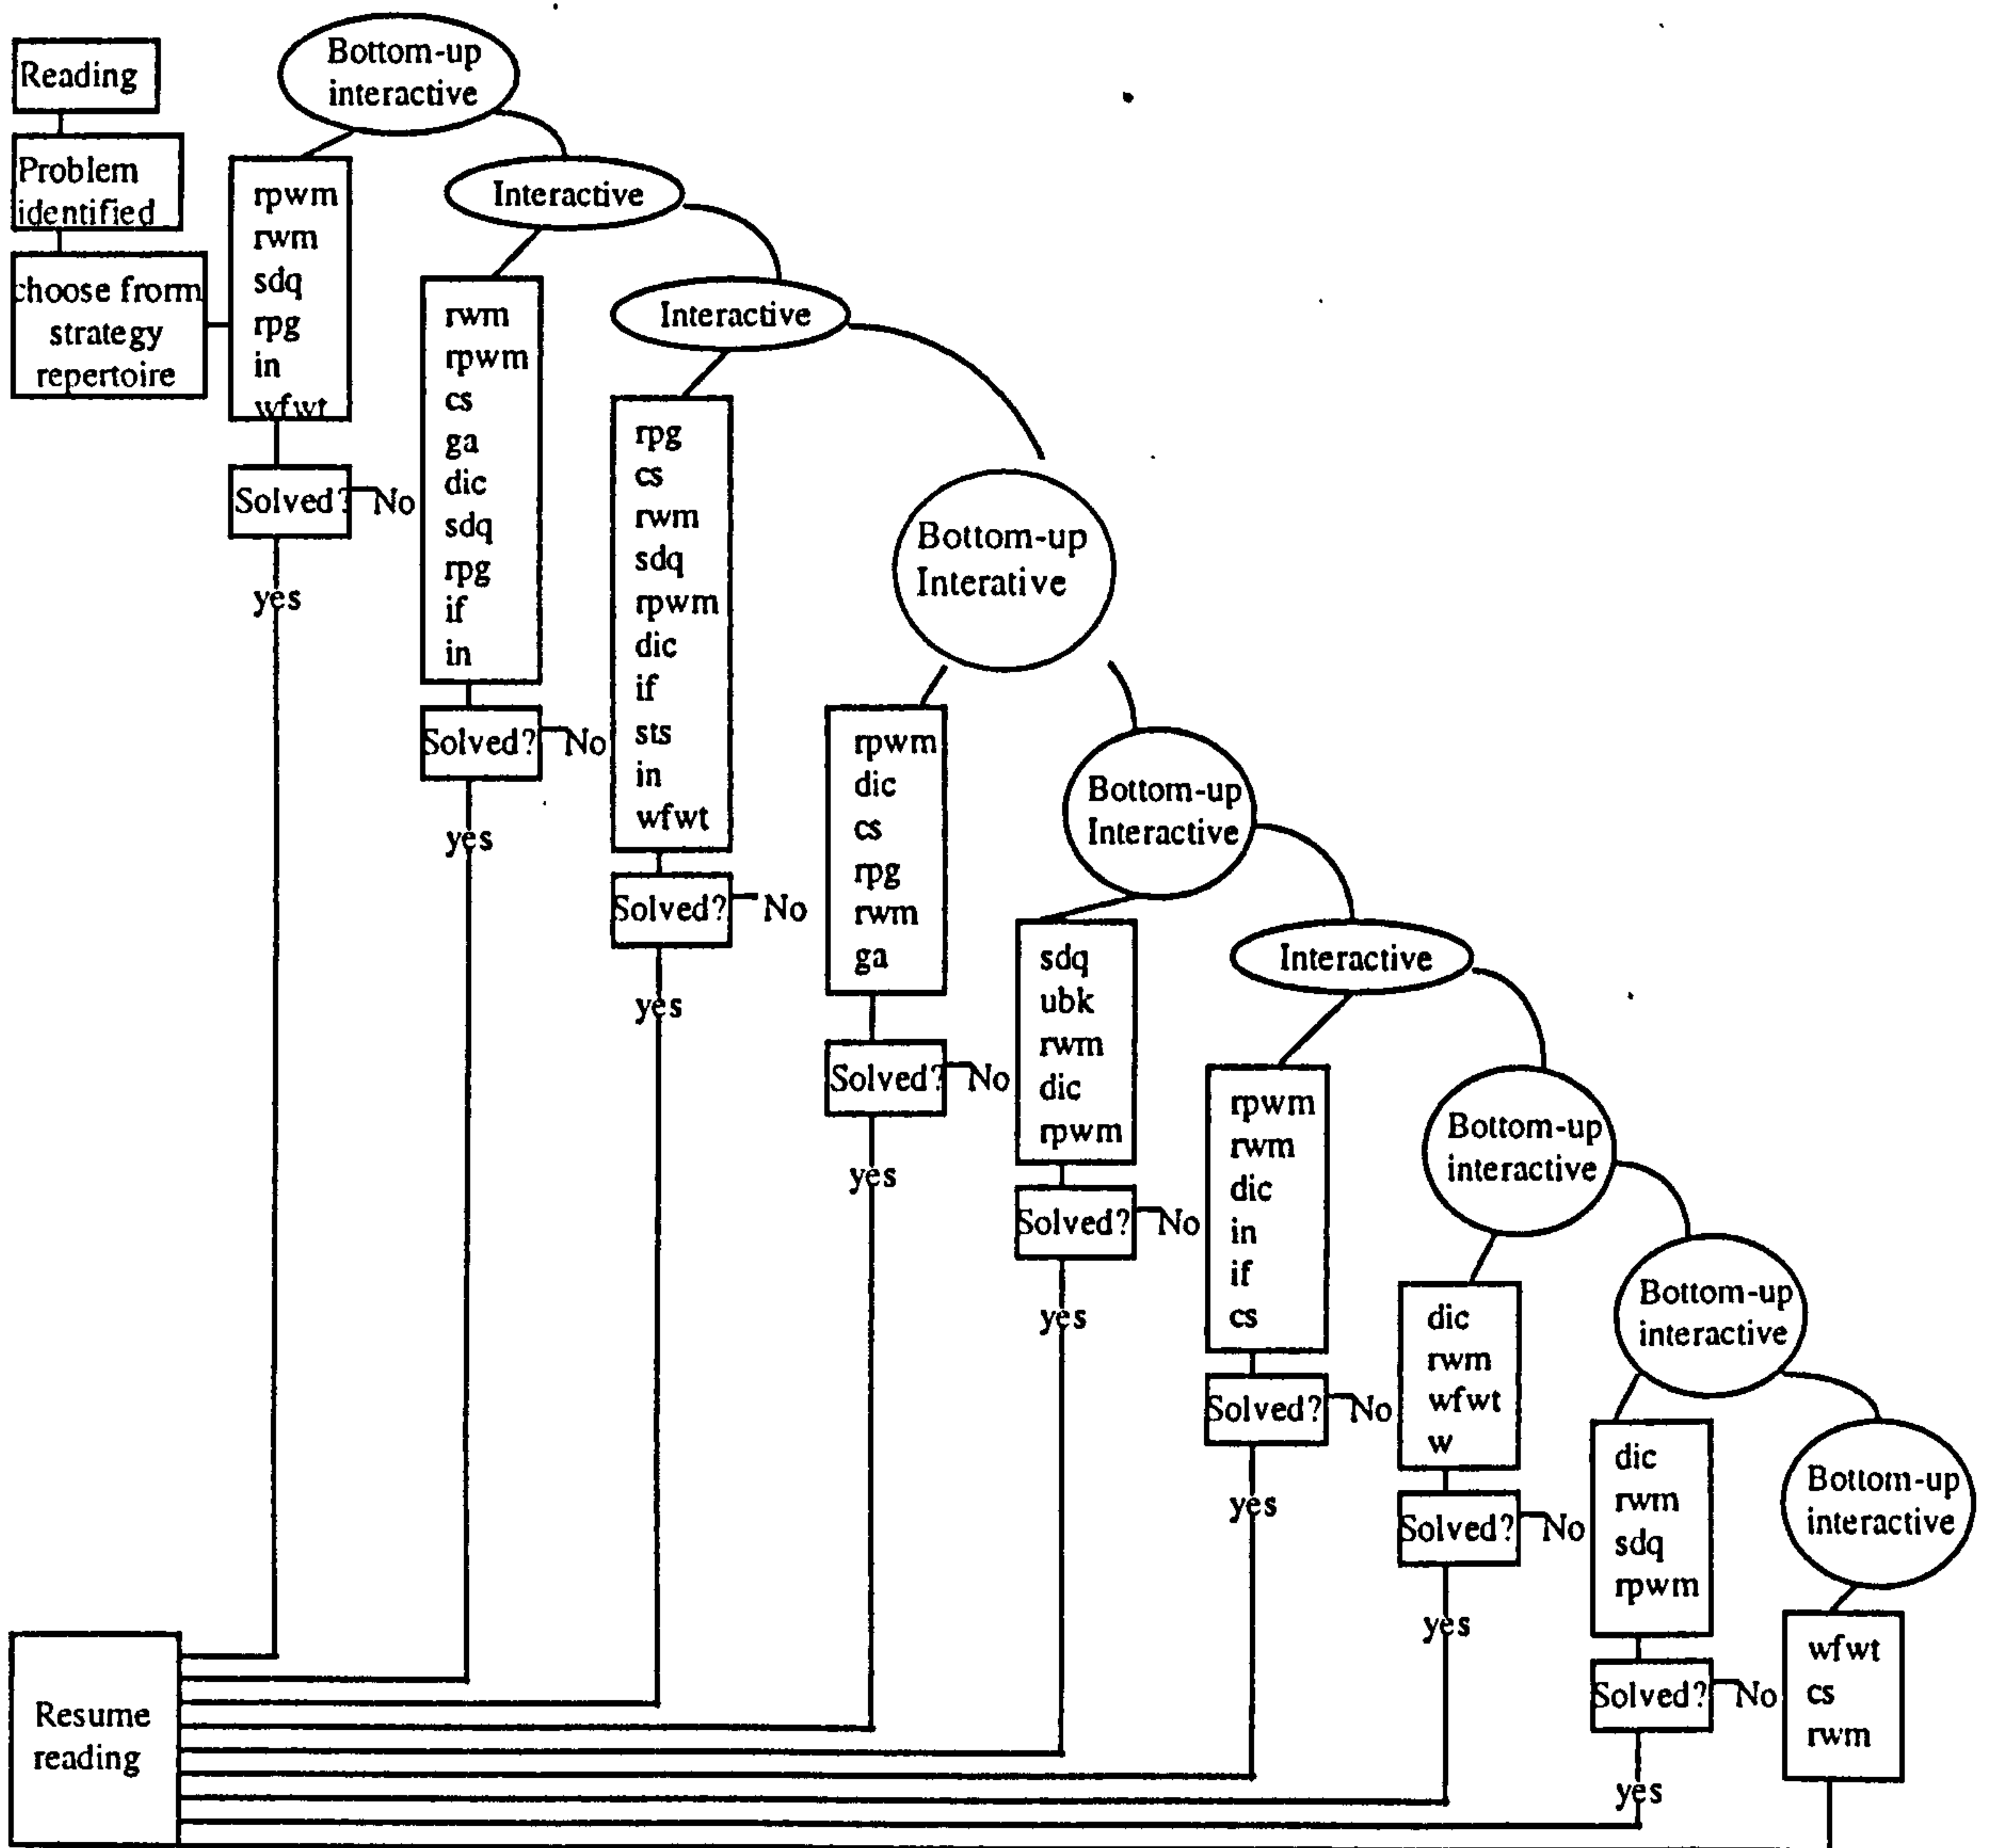 Reading
Problem
identified
choose from
strategy
repertoire
Bottom-up
interactive
rpwm
rwm
sdq
rpg
in
wfwt
Solved?
No
yes
Interactive
rwm
rpwm
cs
ga
dic
sdq
rpg
if
in
Solved?
No
yes
Interactive
rpg
cs
rwm
sdq
rpwm
dic
if
sts
in
wfwt
Solved?
No
yes
Bottom-up
Interative
rpwm
dic
cs
rpg
rwm
ga
Solved?
No
yes
Bottom-up
Interactive
sdq
ubk
rwm
dic
rpwm
Solved?
No
yes
Interactive
rpwm
rwm
dic
in
if
cs
Solved?
No
yes
Bottom-up
interactive
dic
rwm
wfwt
w
Solved?
No
yes
Bottom-up
interactive
dic
rwm
sdq
rpwm
Solved?
No
yes
Bottom-up
interactive
wfwt
cs
rwm
Resume
reading